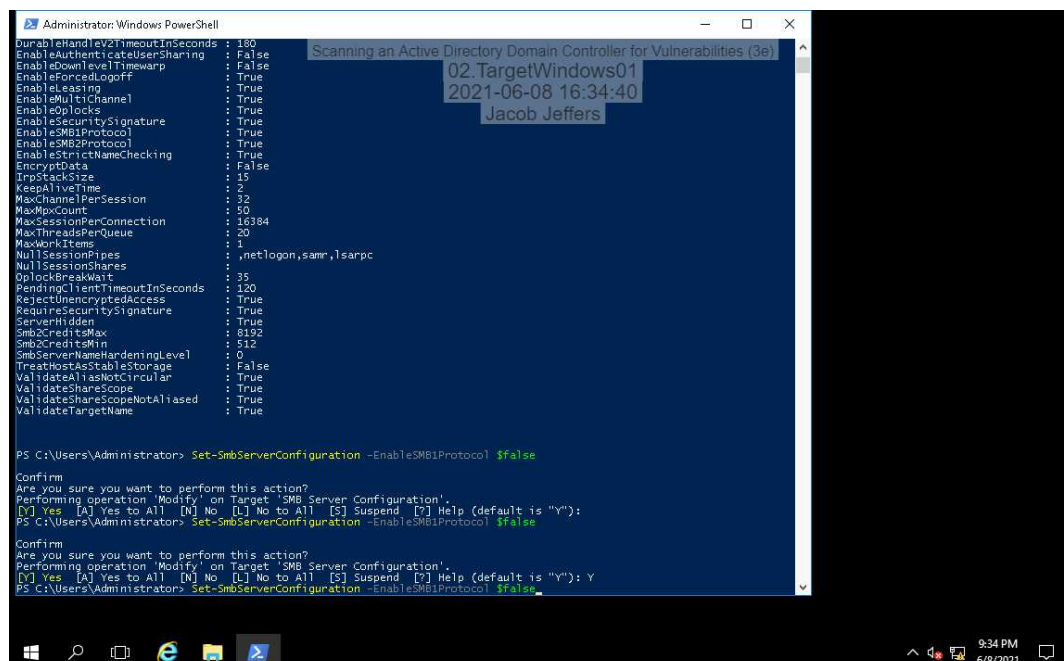 Administrator: Windows PowerShell
Scanning an Active Directory Domain Controller for Vulnerabilities (3e)
02.TargetWindows01
2021-06-08 16:34:40
Jacob Jeffers
DurableHandleV2TimeoutInSeconds : 180
EnableAuthenticateUserSharing : False
EnableDownlevelTimewarp : False
EnableForcedLogoff : True
EnableLeasing : True
EnableMultiChannel : True
EnableOplocks : True
EnableSecuritySignature : True
EnableSMB1Protocol : True
EnableSMB2Protocol : True
EnableStrictNameChecking : True
EncryptData : False
IrpStackSize : 15
KeepAliveTime : 2
MaxChannelPerSession : 32
MaxMpxCount : 50
MaxSessionPerConnection : 16384
MaxThreadsPerQueue : 20
MaxWorkItems : 1
NullSessionPipes : ,netlogon,samr,lsarpc
NullSessionShares :
OplockBreakWait : 35
PendingClientTimeoutInSeconds : 120
RejectUnencryptedAccess : True
RequireSecuritySignature : True
ServerHidden : True
Smb2CreditsMax : 8192
Smb2CreditsMin : 512
SmbServerNameHardeningLevel : 0
TreatHostAsStableStorage : False
ValidateAliasNotCircular : True
ValidateShareScope : True
ValidateShareScopeNotAliased : True
ValidateTargetName : True
PS C:\Users\Administrator> Set-SmbServerConfiguration -EnableSMB1Protocol $false
Confirm
Are you sure you want to perform this action?
Performing operation 'Modify' on Target 'SMB Server Configuration'.
[Y] Yes [A] Yes to All [N] No [L] No to All [S] Suspend [?] Help (default is "Y"):
PS C:\Users\Administrator> Set-SmbServerConfiguration -EnableSMB1Protocol $false
Confirm
Are you sure you want to perform this action?
Performing operation 'Modify' on Target 'SMB Server Configuration'.
[Y] Yes [A] Yes to All [N] No [L] No to All [S] Suspend [?] Help (default is "Y"): Y
PS C:\Users\Administrator> Set-SmbServerConfiguration -EnableSMB1Protocol $false_
9:34 PM
6/8/2021